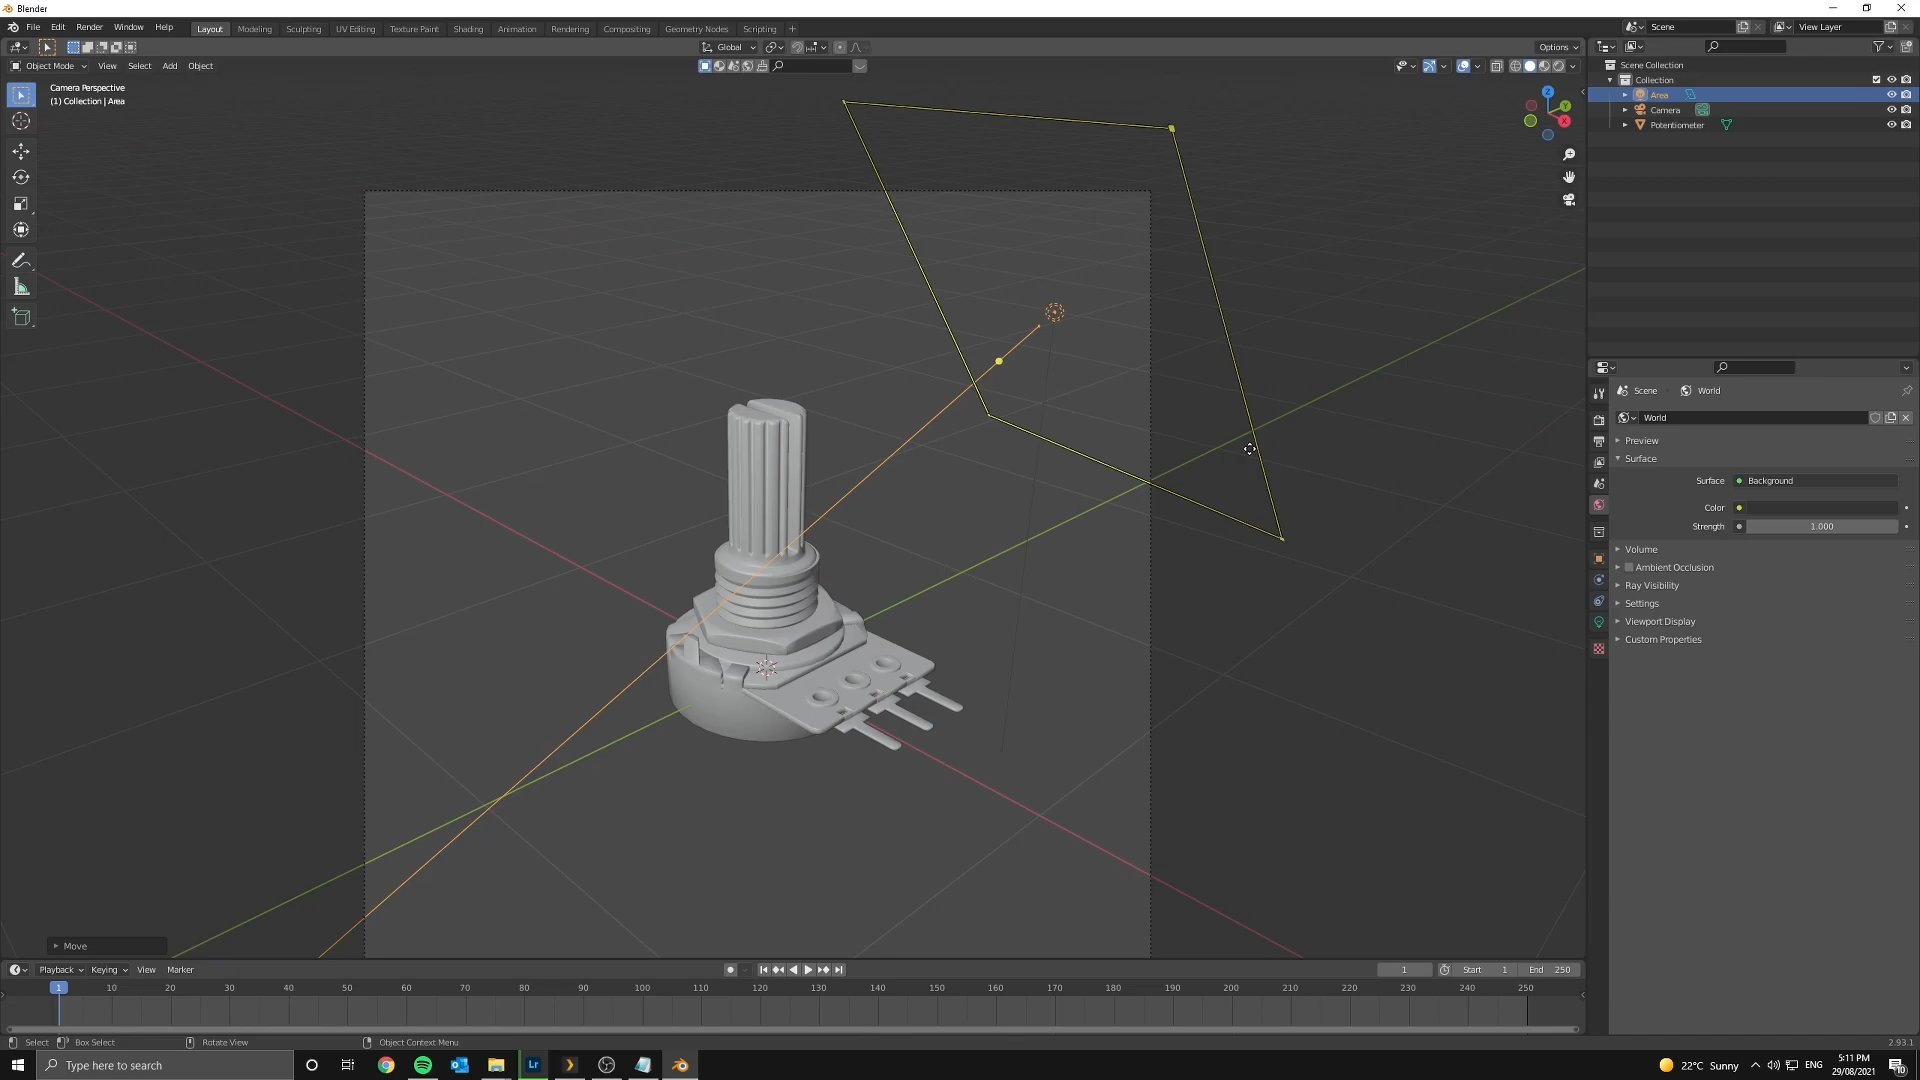 Blender
File Edit Render Window Help
Layout Modeling Sculpting UV Editing Texture Paint Shading Animation Rendering Compositing Geometry Nodes Scripting +
Scene
View Layer
Global
Options
Object Mode View Select Add Object
Camera Perspective
(1) Collection | Area
Z
Y
X
Scene Collection
Collection
Area
Camera
Potentiometer
Scene World
World
Preview
Surface
Surface Background
Color
Strength 1.000
Volume
Ambient Occlusion
Ray Visibility
Settings
Viewport Display
Custom Properties
Move
Playback Keying View Marker
1 Start 1 End 250
1 10 20 30 40 50 60 70 80 90 100 110 120 130 140 150 160 170 180 190 200 210 220 230 240 250
Select Box Select Rotate View Object Context Menu
2.93.1
Type here to search
Lr
22°C Sunny
ENG
5:11 PM
29/08/2021
10